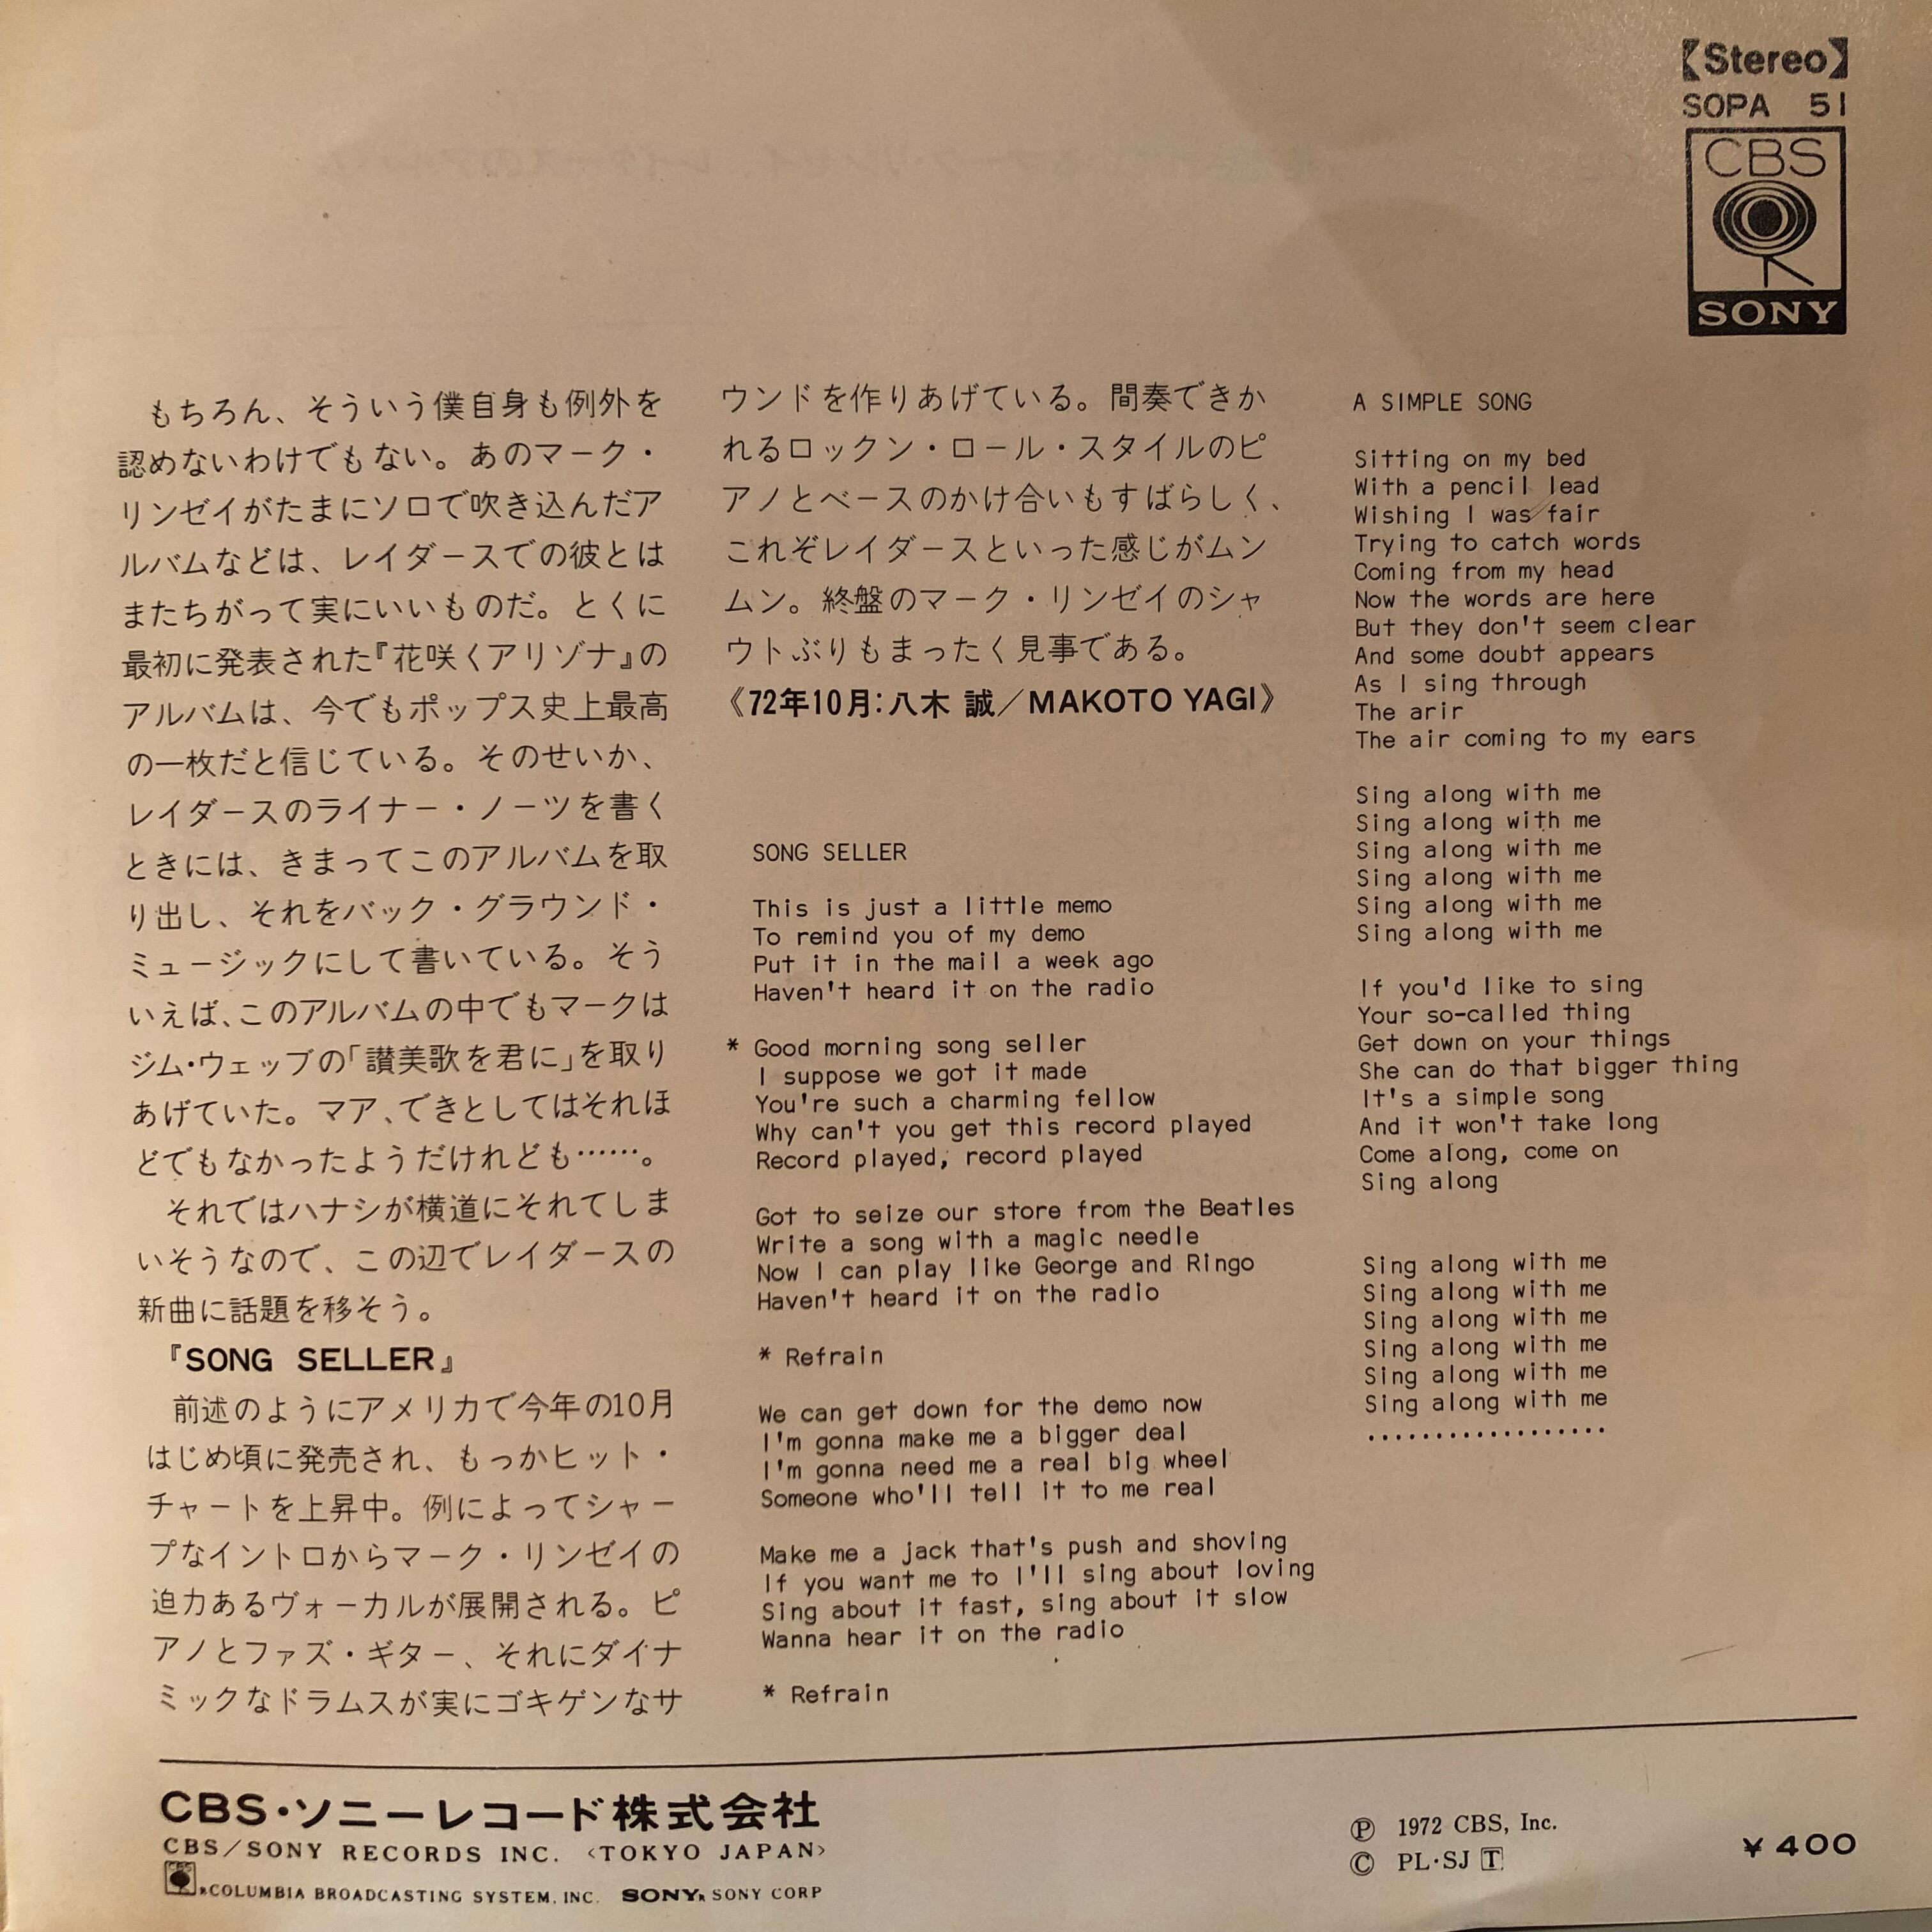 【Stereo】
SOPA 51
CBS
SONY
もちろん、そういう僕自身も例外を
認めないわけでもない。あのマーク・
リンゼイがたまにソロで吹き込んだア
ルバムなどは、レイダースでの彼とは
またちがって実にいいものだ。とくに
最初に発表された『花咲くアリゾナ』の
アルバムは、今でもポップス史上最高
の一枚だと信じている。そのせいか、
レイダースのライナー・ノーツを書く
ときには、きまってこのアルバムを取
り出し、それをバック・グラウンド・
ミュージックにして書いている。そう
いえば、このアルバムの中でもマークは
ジム・ウェッブの「讃美歌を君に」を取り
あげていた。マア、できとしてはそれほ
どでもなかったようだけれども……。
それではハナシが横道にそれてしま
いそうなので、この辺でレイダースの
新曲に話題を移そう。
『SONG SELLER』
前述のようにアメリカで今年の10月
はじめ頃に発売され、もっかヒット・
チャートを上昇中。例によってシャー
プなイントロからマーク・リンゼイの
迫力あるヴォーカルが展開される。ピ
アノとファズ・ギター、それにダイナ
ミックなドラムスが実にゴキゲンなサ
ウンドを作りあげている。間奏できか
れるロックン・ロール・スタイルのピ
アノとベースのかけ合いもすばらしく、
これぞレイダースといった感じがムン
ムン。終盤のマーク・リンゼイのシャ
ウトぶりもまったく見事である。
《72年10月：八木 誠／MAKOTO YAGI》
SONG SELLER
This is just a little memo
To remind you of my demo
Put it in the mail a week ago
Haven't heard it on the radio
* Good morning song seller
I suppose we got it made
You're such a charming fellow
Why can't you get this record played
Record played, record played
Got to seize our store from the Beatles
Write a song with a magic needle
Now I can play like George and Ringo
Haven't heard it on the radio
* Refrain
We can get down for the demo now
I'm gonna make me a bigger deal
I'm gonna need me a real big wheel
Someone who'll tell it to me real
Make me a jack that's push and shoving
If you want me to I'll sing about loving
Sing about it fast, sing about it slow
Wanna hear it on the radio
* Refrain
A SIMPLE SONG
Sitting on my bed
With a pencil lead
Wishing I was fair
Trying to catch words
Coming from my head
Now the words are here
But they don't seem clear
And some doubt appears
As I sing through
The arir
The air coming to my ears
Sing along with me
Sing along with me
Sing along with me
Sing along with me
Sing along with me
Sing along with me
If you'd like to sing
Your so-called thing
Get down on your things
She can do that bigger thing
It's a simple song
And it won't take long
Come along, come on
Sing along
Sing along with me
Sing along with me
Sing along with me
Sing along with me
Sing along with me
Sing along with me
..................
CBS・ソニーレコード株式会社
CBS/SONY RECORDS INC. <TOKYO JAPAN>
CBS ®COLUMBIA BROADCASTING SYSTEM, INC. SONY® SONY CORP
Ⓟ 1972 CBS, Inc.
© PL・SJ T
¥400